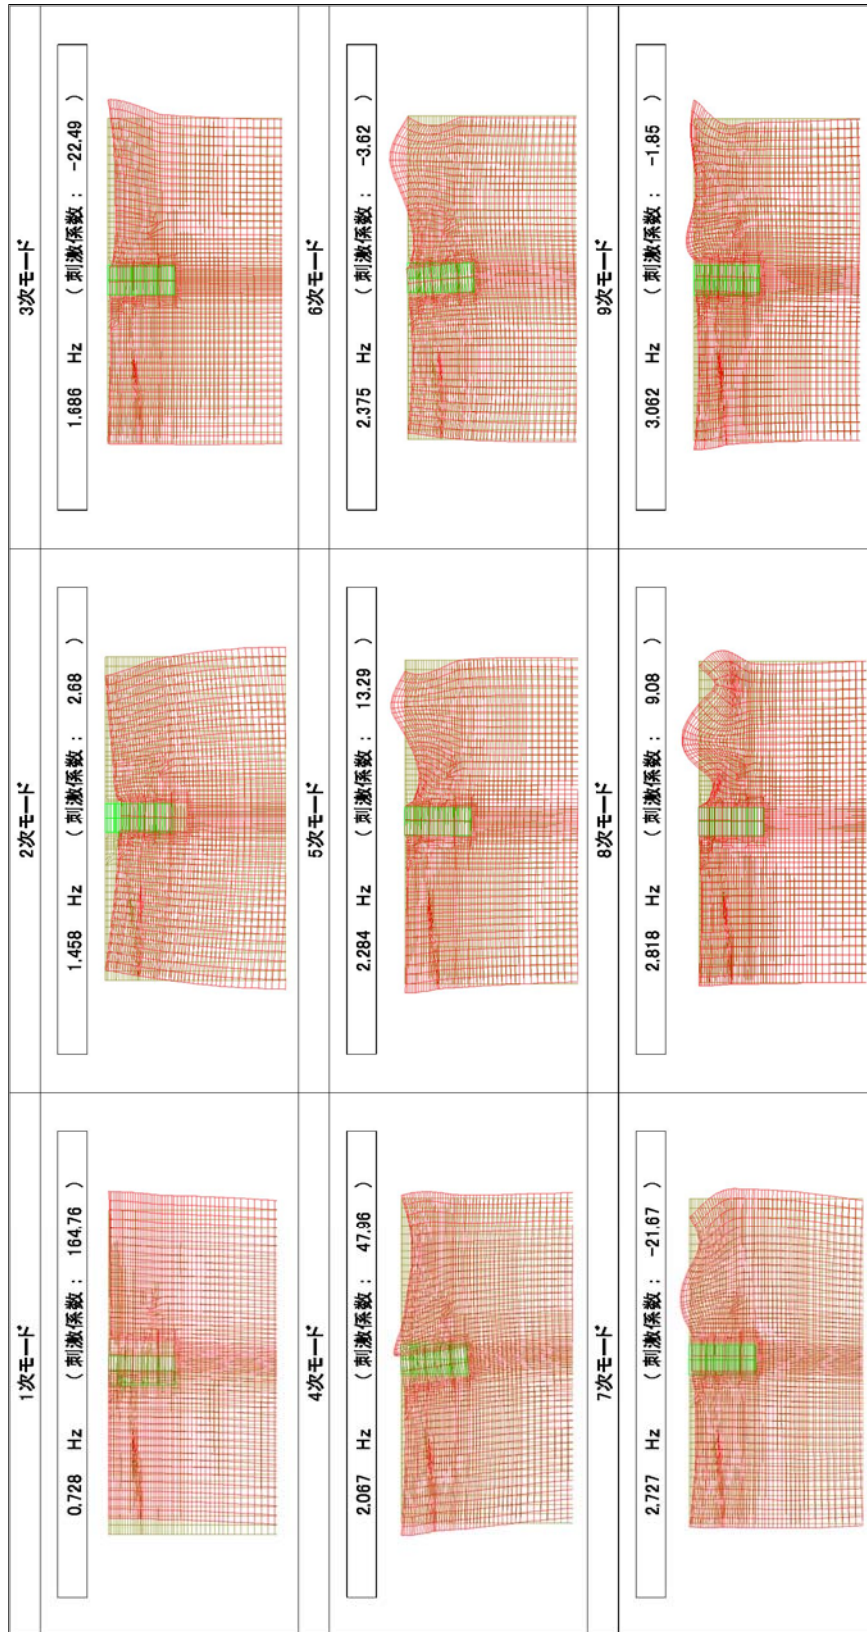 1次モード
0.728 Hz ( 刺激係数 : 164.76 )
2次モード
1.458 Hz ( 刺激係数 : 2.68 )
3次モード
1.686 Hz ( 刺激係数 : -22.49 )
4次モード
2.067 Hz ( 刺激係数 : 47.96 )
5次モード
2.284 Hz ( 刺激係数 : 13.29 )
6次モード
2.375 Hz ( 刺激係数 : -3.62 )
7次モード
2.727 Hz ( 刺激係数 : -21.67 )
8次モード
2.818 Hz ( 刺激係数 : 9.08 )
9次モード
3.062 Hz ( 刺激係数 : -1.85 )